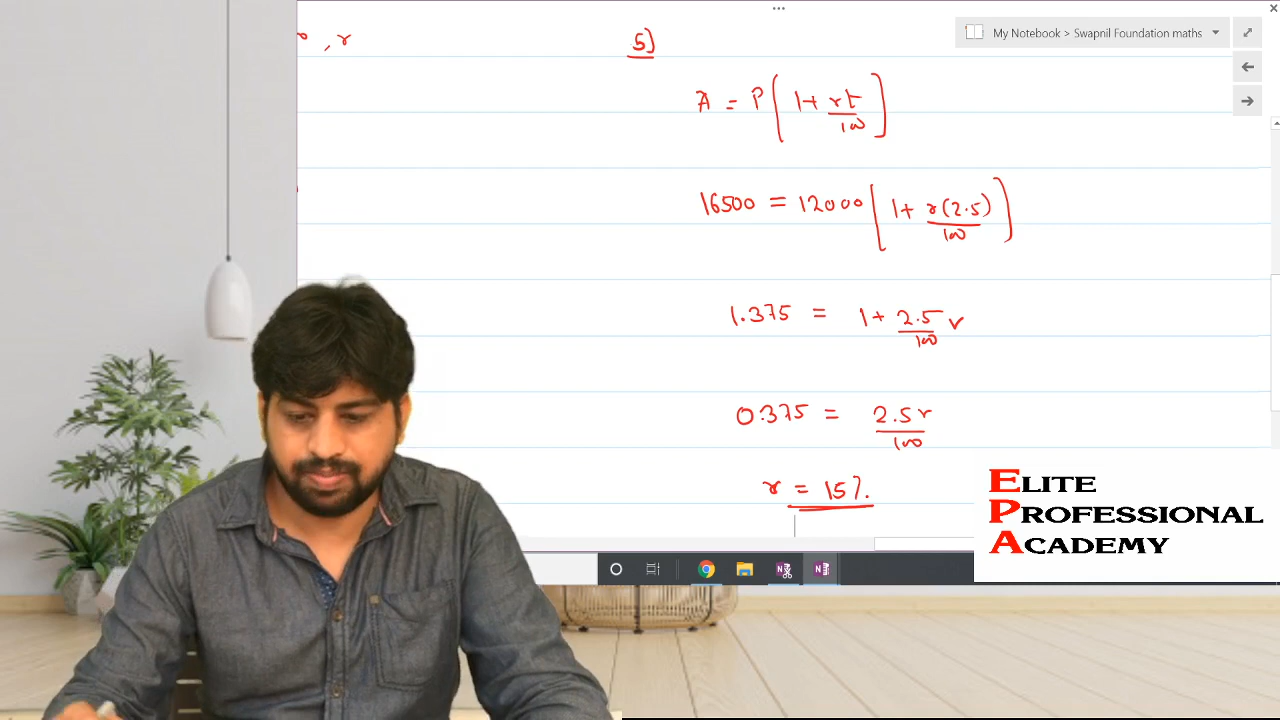 ...
My Notebook > Swapnil Foundation maths
, r
5)
A = P(1 + rt/100)
16500 = 12000(1 + r(2.5)/100)
1.375 = 1 + 2.5/100 r
0.375 = 2.5r/100
r = 15%.
ELITE
PROFESSIONAL
ACADEMY